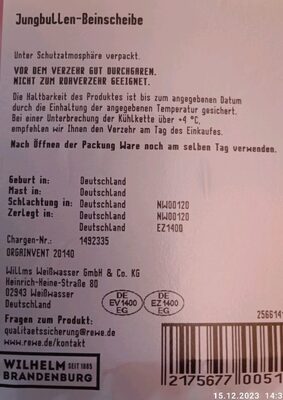 Jungbullen-Beinscheibe
Unter Schutzatmosphäre verpackt.
VOR DEM VERZEHR GUT DURCHGAREN.
NICHT ZUM ROHVERZEHR GEEIGNET.
Die Haltbarkeit des Produktes ist bis zum angegebenen Datum
durch die Einhaltung der angegebenen Temperatur gesichert.
Bei einer Unterbrechung der Kühlkette über +4 °C,
empfehlen wir Ihnen den Verzehr am Tag des Einkaufes.
Nach Öffnen der Packung Ware noch am selben Tag verwenden.
Geburt in: Deutschland
Mast in: Deutschland
Schlachtung in: Deutschland NW00120
Zerlegt in: Deutschland NW00120
Deutschland EZ1400
Chargen-Nr.: 1492335
ORGAINVENT 20140
Willms Weißwasser GmbH & Co. KG
Heinrich-Heine-Straße 80
02943 Weißwasser
Deutschland
DE
EV1400
EG
DE
EZ1400
EG
Fragen zum Produkt:
qualitaetssicherung@rewe.de
www.rewe.de/kontakt
WILHELM SEIT 1885
BRANDENBURG
2175677 0051
15.12.2023 14:3